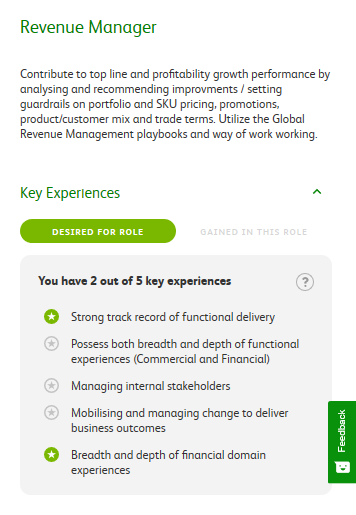 Revenue Manager
Contribute to top line and profitability growth performance by
analysing and recommending improvments / setting
guardrails on portfolio and SKU pricing, promotions,
product/customer mix and trade terms. Utilize the Global
Revenue Management playbooks and way of work working.
Key Experiences
DESIRED FOR ROLE
GAINED IN THIS ROLE
You have 2 out of 5 key experiences
?
Strong track record of functional delivery
Possess both breadth and depth of functional
experiences (Commercial and Financial)
Managing internal stakeholders
Mobilising and managing change to deliver
business outcomes
Breadth and depth of financial domain
experiences
Feedback